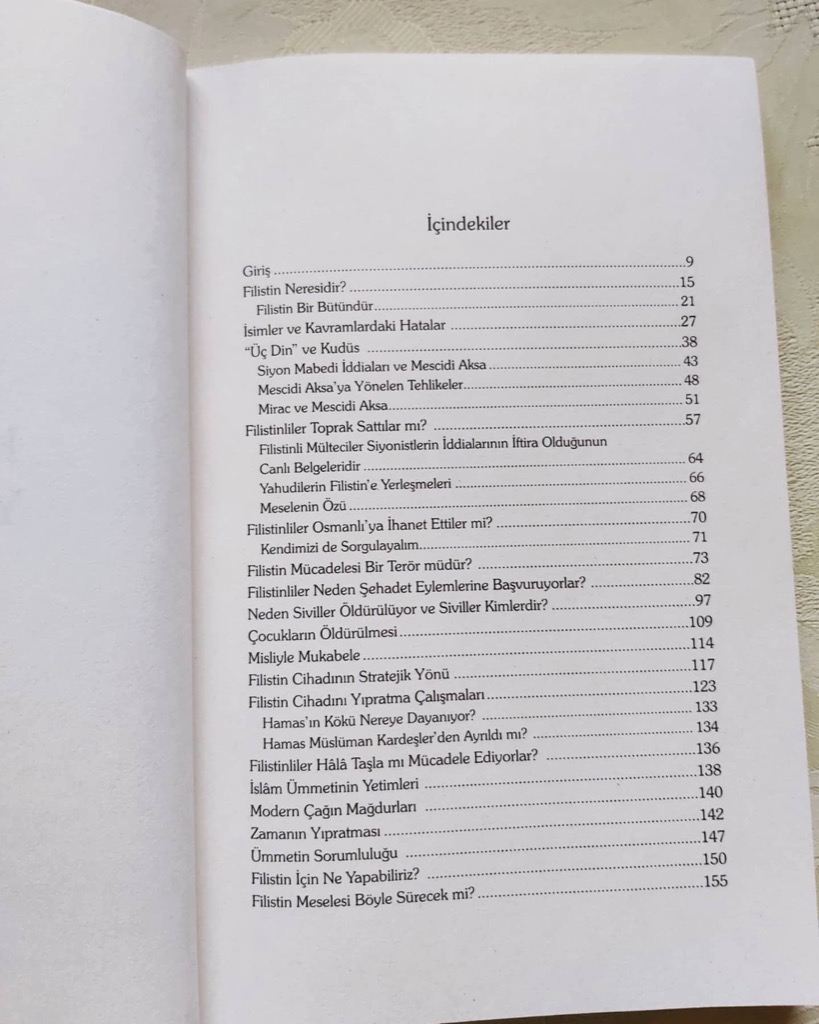 İçindekiler
Giriş ........ 9
Filistin Neresidir? ........ 15
Filistin Bir Bütündür ........ 21
İsimler ve Kavramlardaki Hatalar ........ 27
“Üç Din” ve Kudüs ........ 38
Siyon Mabedi İddiaları ve Mescidi Aksa ........ 43
Mescidi Aksa’ya Yönelen Tehlikeler ........ 48
Mirac ve Mescidi Aksa ........ 51
Filistinliler Toprak Sattılar mı? ........ 57
Filistinli Mülteciler Siyonistlerin İddialarının İftira Olduğunun
Canlı Belgeleridir ........ 64
Yahudilerin Filistin’e Yerleşmeleri ........ 66
Meselenin Özü ........ 68
Filistinliler Osmanlı’ya İhanet Ettiler mi? ........ 70
Kendimizi de Sorgulayalım ........ 71
Filistin Mücadelesi Bir Terör müdür? ........ 73
Filistinliler Neden Şehadet Eylemlerine Başvuruyorlar? ........ 82
Neden Siviller Öldürülüyor ve Siviller Kimlerdir? ........ 97
Çocukların Öldürülmesi ........ 109
Misliyle Mukabele ........ 114
Filistin Cihadının Stratejik Yönü ........ 117
Filistin Cihadını Yıpratma Çalışmaları ........ 123
Hamas’ın Kökü Nereye Dayanıyor? ........ 133
Hamas Müslüman Kardeşler’den Ayrıldı mı? ........ 134
Filistinliler Hâlâ Taşla mı Mücadele Ediyorlar? ........ 136
İslâm Ümmetinin Yetimleri ........ 138
Modern Çağın Mağdurları ........ 140
Zamanın Yıpratması ........ 142
Ümmetin Sorumluluğu ........ 147
Filistin İçin Ne Yapabiliriz? ........ 150
Filistin Meselesi Böyle Sürecek mi? ........ 155